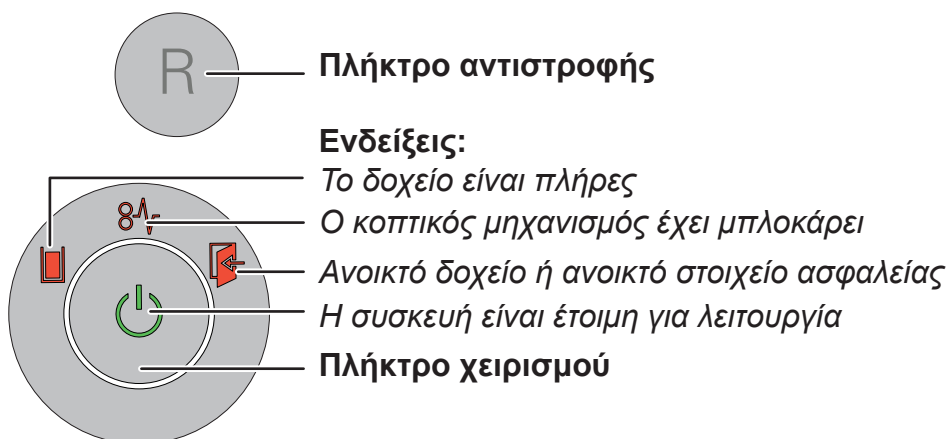 R
Πλήκτρο αντιστροφής
Ενδείξεις:
Το δοχείο είναι πλήρες
Ο κοπτικός μηχανισμός έχει μπλοκάρει
Ανοικτό δοχείο ή ανοικτό στοιχείο ασφαλείας
Η συσκευή είναι έτοιμη για λειτουργία
Πλήκτρο χειρισμού